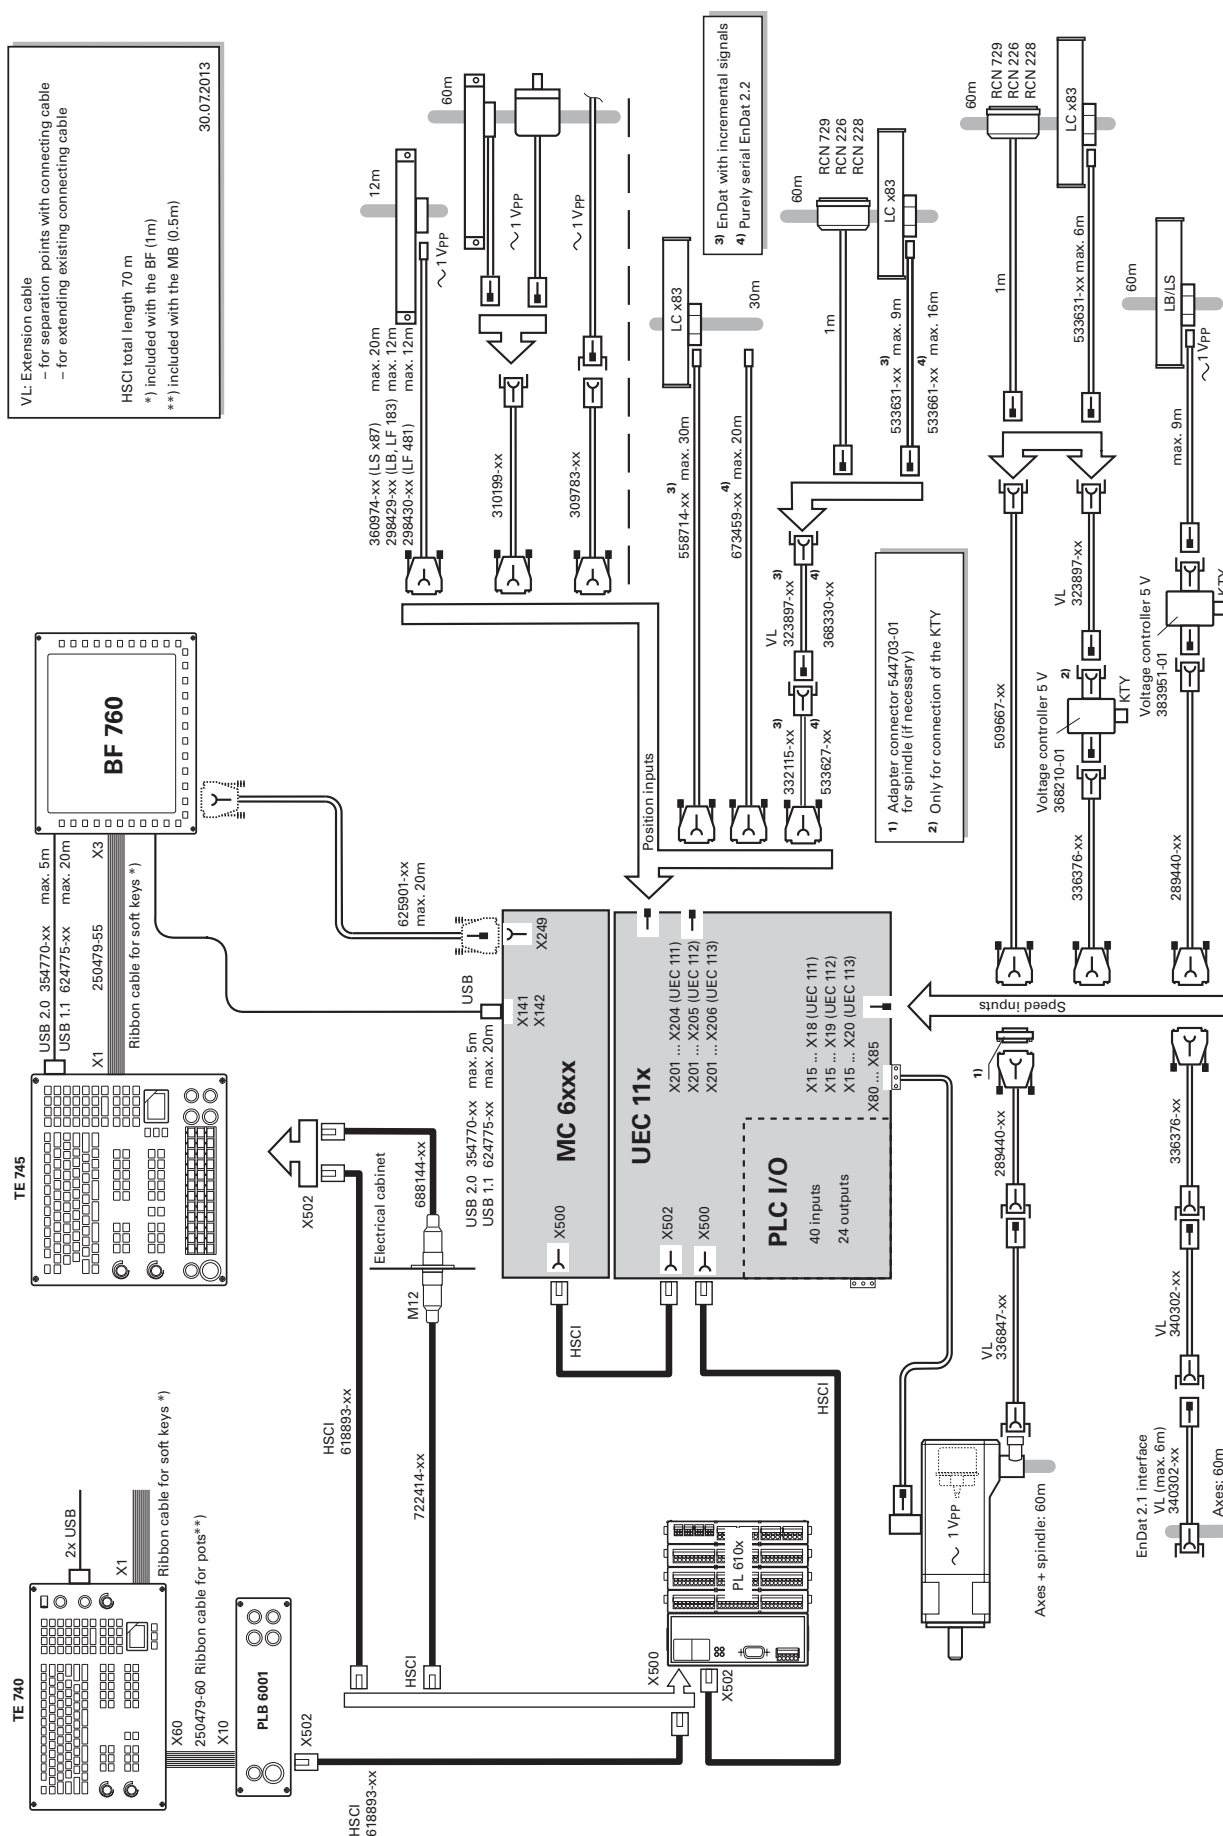 VL: Extension cable
– for separation points with connecting cable
– for extending existing connecting cable
HSCI total length 70 m
*) included with the BF (1m)
**) included with the MB (0.5m)
30.07.2013
TE 740
2x USB
X1
Ribbon cable for soft keys *)
X60
250479-60 Ribbon cable for pots**)
X10
PLB 6001
X502
HSCI
618893-xx
TE 745
USB 2.0 354770-xx max. 5m
USB 1.1 624775-xx max. 20m
X1
250479-55
X3
Ribbon cable for soft keys *)
BF 760
X502
HSCI
618893-xx
Electrical cabinet
688144-xx
M12
722414-xx
HSCI
625901-xx
max. 20m
USB
USB 2.0 354770-xx max. 5m
USB 1.1 624775-xx max. 20m
X141
X142
X249
X500
MC 6xxx
HSCI
UEC 11x
X502
X500
X201 ... X204 (UEC 111)
X201 ... X205 (UEC 112)
X201 ... X206 (UEC 113)
X15 ... X18 (UEC 111)
X15 ... X19 (UEC 112)
X15 ... X20 (UEC 113)
X80 ... X85
PLC I/O
40 inputs
24 outputs
HSCI
X500
X502
PL 610x
Position inputs
360974-xx (LS x87) max. 20m
298429-xx (LB, LF 183) max. 12m
298430-xx (LF 481) max. 12m
12m
~ 1 VPP
310199-xx
60m
~ 1 VPP
309783-xx
~ 1 VPP
3)
558714-xx max. 30m
LC x83
4)
673459-xx max. 20m
30m
3) EnDat with incremental signals
4) Purely serial EnDat 2.2
3)
332115-xx
4)
533627-xx
VL
3)
323897-xx
4)
368330-xx
1m
60m
RCN 729
RCN 226
RCN 228
3)
533631-xx max. 9m
4)
533661-xx max. 16m
LC x83
1) Adapter connector 544703-01
for spindle (if necessary)
2) Only for connection of the KTY
Speed inputs
509667-xx
1m
60m
RCN 729
RCN 226
RCN 228
336376-xx
Voltage controller 5 V
368210-01
2)
KTY
VL
323897-xx
533631-xx max. 6m
LC x83
289440-xx
Voltage controller 5 V
383951-01
KTY
max. 9m
~ 1 VPP
LB/LS
60m
1)
289440-xx
VL
336847-xx
~ 1 VPP
Axes + spindle: 60m
336376-xx
VL
340302-xx
EnDat 2.1 interface
VL (max. 6m)
340302-xx
Axes: 60m